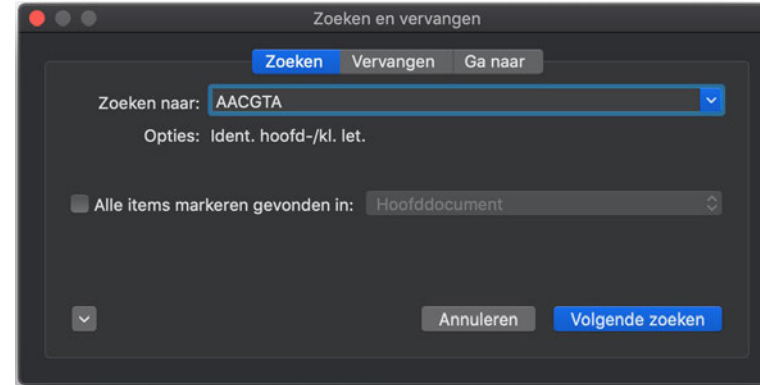 Zoeken en vervangen
Zoeken Vervangen Ga naar
Zoeken naar: AACGTA
Opties: Ident. hoofd-/kl. let.
Alle items markeren gevonden in: Hoofddocument
Annuleren Volgende zoeken